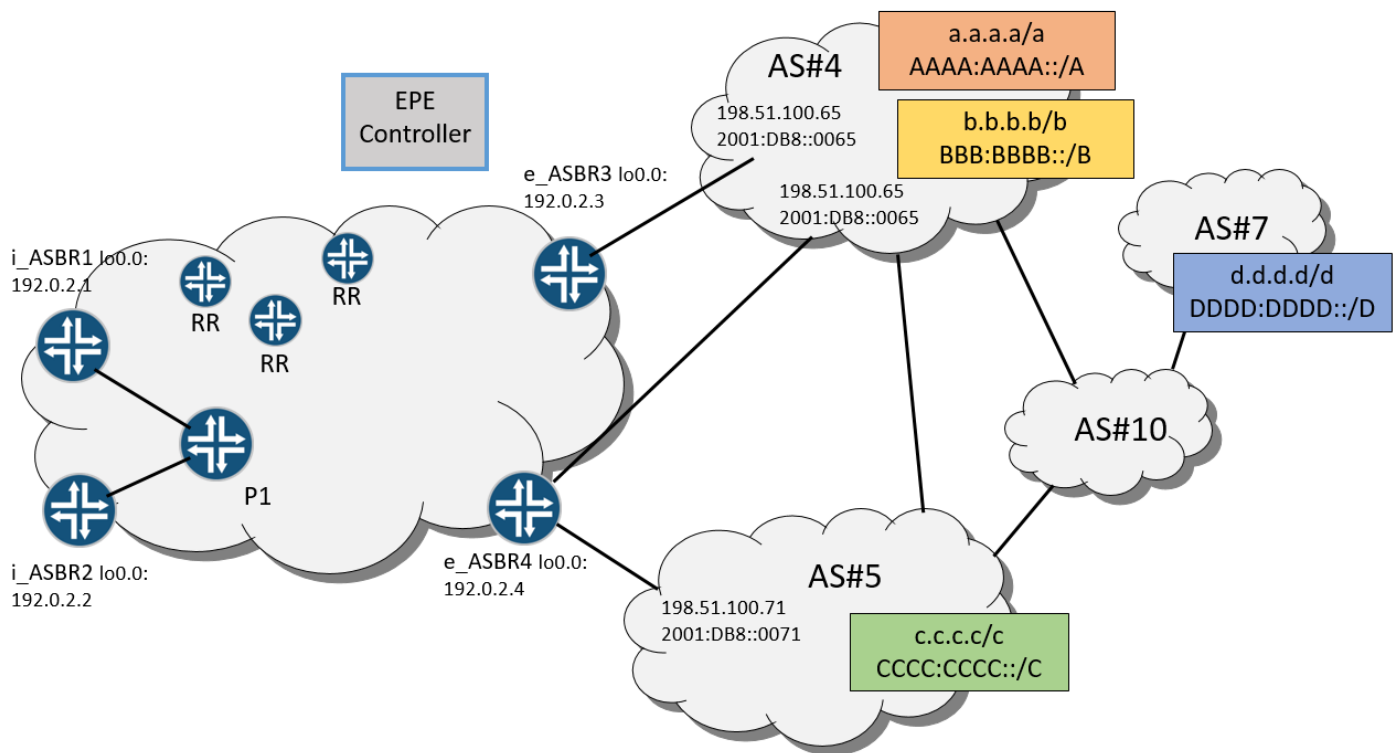 AS#4
a.a.a.a/a
AAAA:AAAA::/A
EPE
Controller
198.51.100.65
2001:DB8::0065
b.b.b.b/b
BBB:BBBB::/B
e_ASBR3 lo0.0:
192.0.2.3
198.51.100.65
2001:DB8::0065
AS#7
d.d.d.d/d
DDDD:DDDD::/D
i_ASBR1 lo0.0:
192.0.2.1
RR
RR
RR
AS#10
P1
e_ASBR4 lo0.0:
192.0.2.4
i_ASBR2 lo0.0:
192.0.2.2
AS#5
198.51.100.71
2001:DB8::0071
c.c.c.c/c
CCCC:CCCC::/C